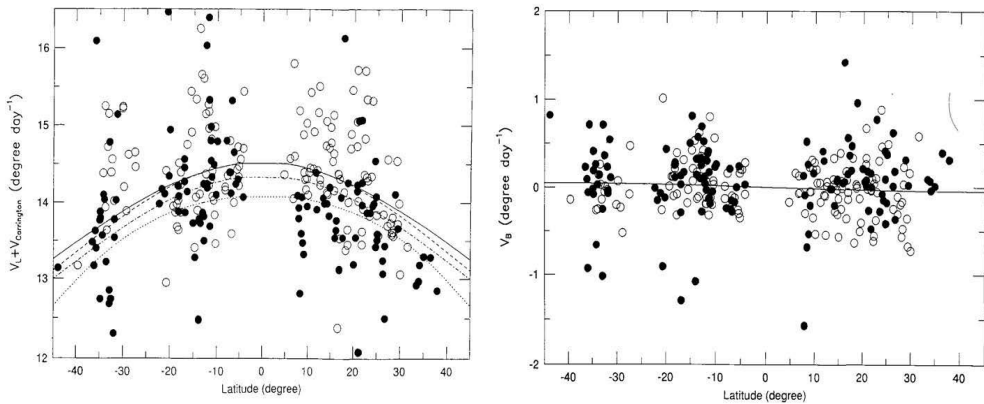 16
15
14
13
12
V_L+V_Carrington (degree day⁻¹)
-40 -30 -20 -10 0 10 20 30 40
Latitude (degree)
2
1
0
-1
-2
V_B (degree day⁻¹)
-40 -30 -20 -10 0 10 20 30 40
Latitude (degree)